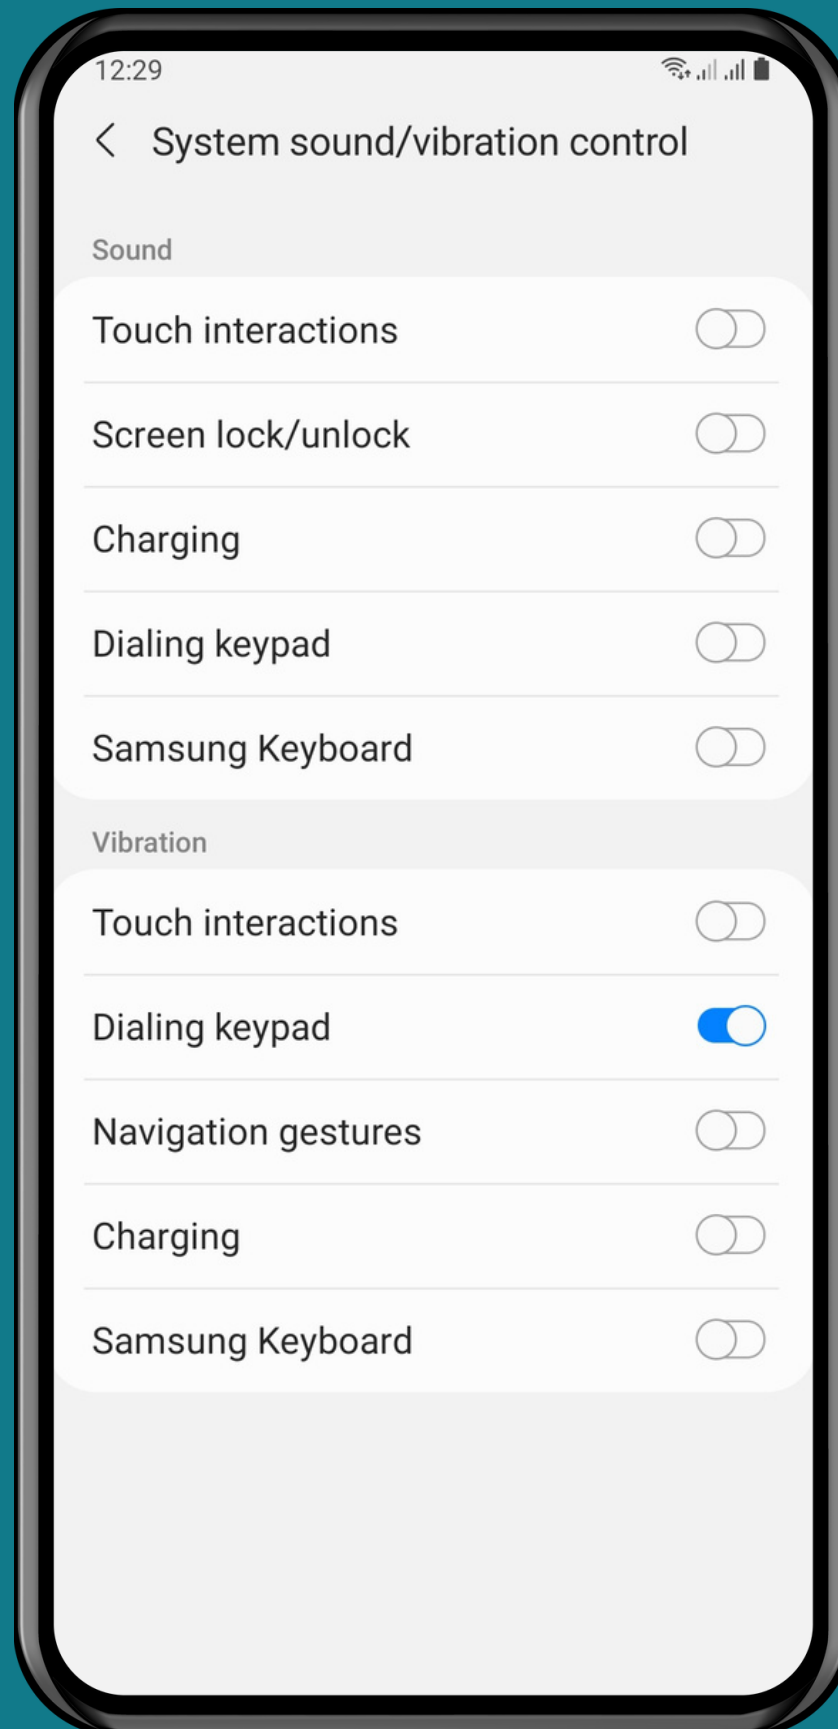 12:29
System sound/vibration control
Sound
Touch interactions
Screen lock/unlock
Charging
Dialing keypad
Samsung Keyboard
Vibration
Touch interactions
Dialing keypad
Navigation gestures
Charging
Samsung Keyboard